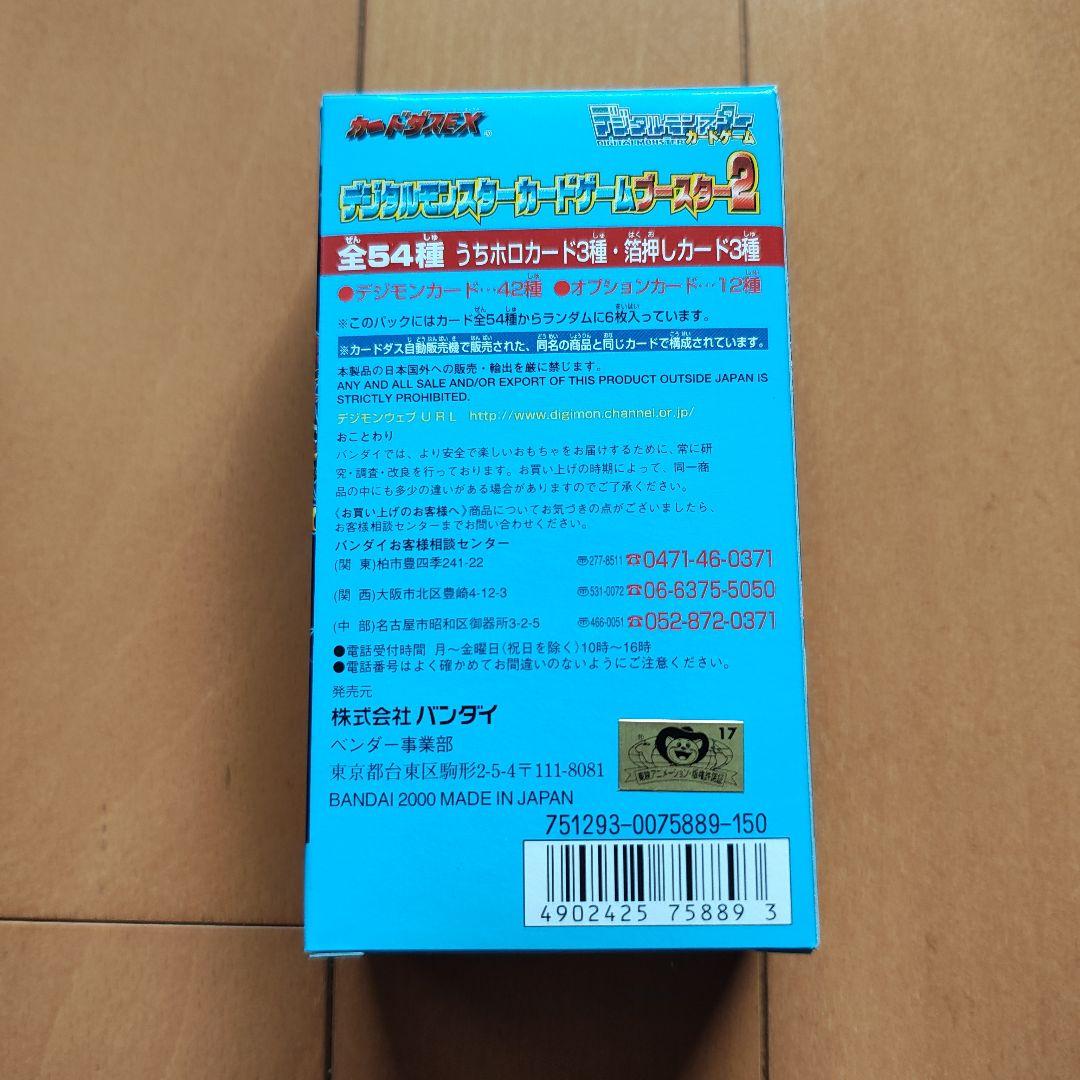 カードダスEX®
デジタルモンスター
DIGITAL MONSTER
カードゲーム
デジタルモンスターカードゲームブースター2
全54種 うちホロカード3種・箔押しカード3種
●デジモンカード…42種 ●オプションカード…12種
※このパックにはカード全54種からランダムに6枚入っています。
※カードダス自動販売機で販売された、同名の商品と同じカードで構成されています。
本製品の日本国外への販売・輸出を厳に禁じます。
ANY AND ALL SALE AND/OR EXPORT OF THIS PRODUCT OUTSIDE JAPAN IS
STRICTLY PROHIBITED.
デジモンウェブURL http://www.digimon.channel.or.jp/
おことわり
バンダイでは、より安全で楽しいおもちゃをお届けするために、常に研
究・調査・改良を行っております。お買い上げの時期によって、同一商
品の中にも多少の違いがある場合がありますのでご了承ください。
《お買い上げのお客様へ》商品についてお気づきの点がございましたら、
お客様相談センターまでお問い合わせください。
バンダイお客様相談センター
(関 東)柏市豊四季241-22 〠277-8511 ☎0471-46-0371
(関 西)大阪市北区豊崎4-12-3 〠531-0072 ☎06-6375-5050
(中 部)名古屋市昭和区御器所3-2-5 〠466-0051 ☎052-872-0371
●電話受付時間 月〜金曜日(祝日を除く)10時〜16時
●電話番号はよく確かめてお間違いのないようにご注意ください。
発売元
株式会社 バンダイ
ベンダー事業部
東京都台東区駒形2-5-4〒111-8081
BANDAI 2000 MADE IN JAPAN
17
東映アニメーション・版権許諾証
751293-0075889-150
4902425 75889 3